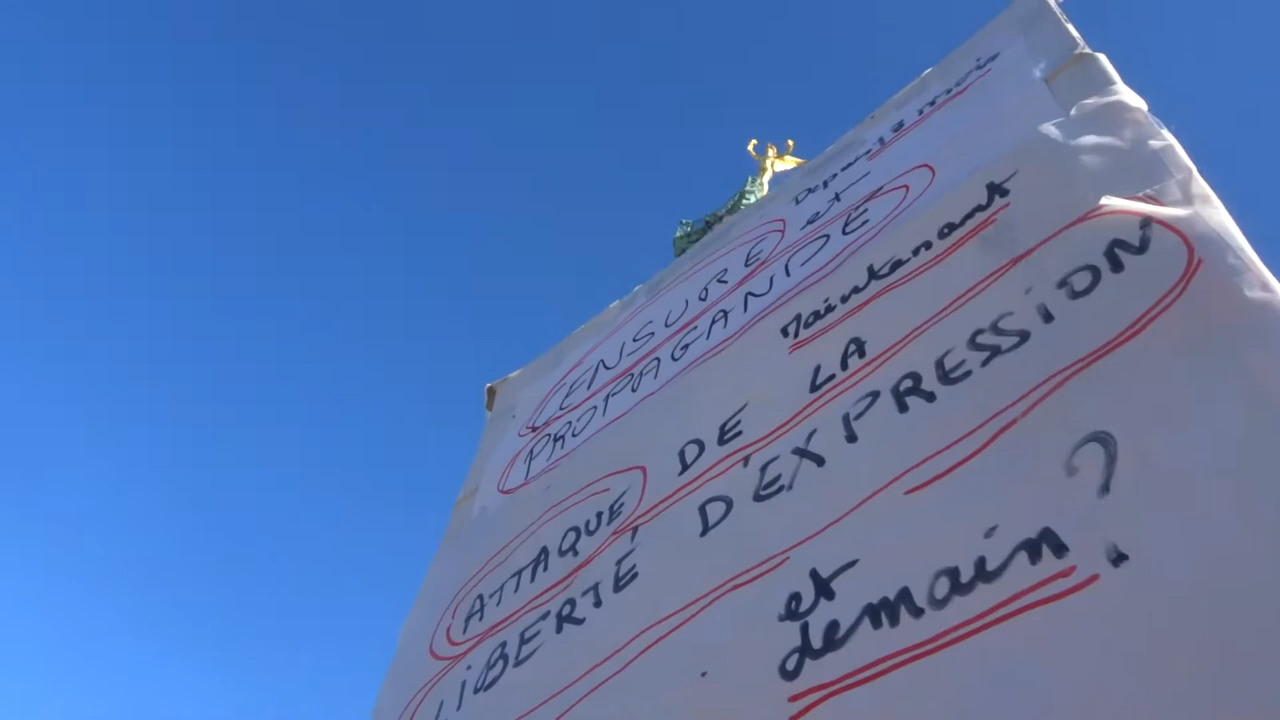 Depuis 18 mois
CENSURE et
PROPAGANDE
Maintenant
ATTAQUE DE LA
LIBERTÉ D'EXPRESSION
et
demain ?